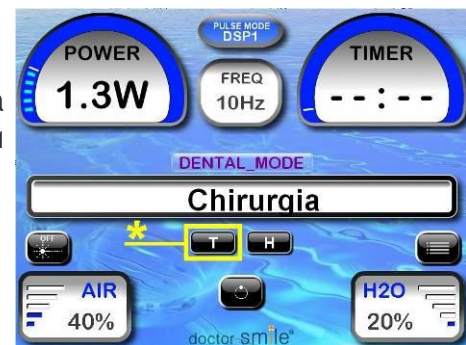 POWER
1.3W
PULSE MODE
DSP1
FREQ
10Hz
TIMER
--:--
DENTAL_MODE
Chirurgia
OFF
*
T
H
AIR
40%
H2O
20%
doctor smile"